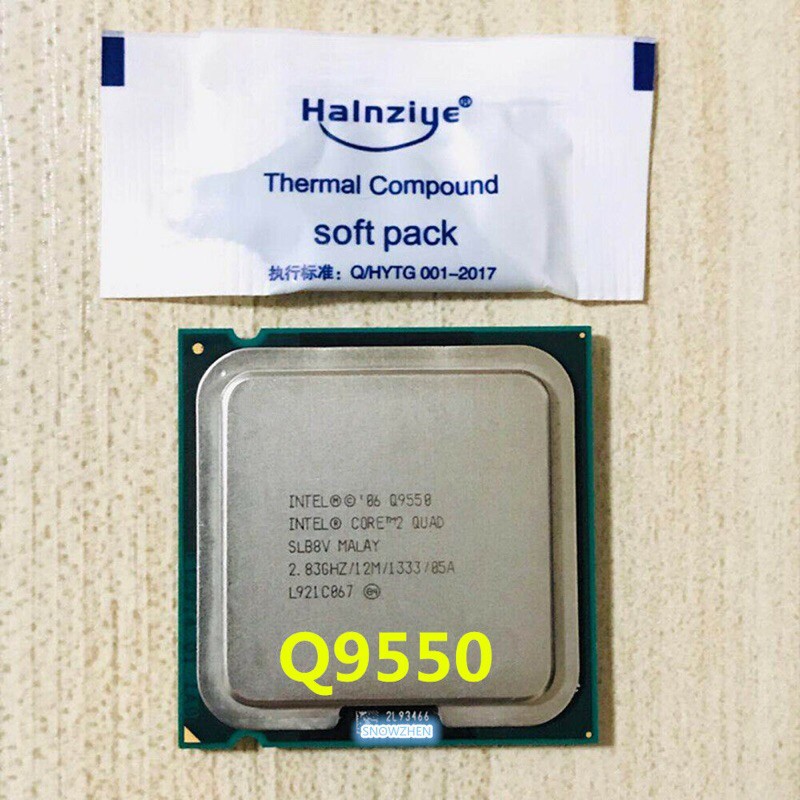 Halnziye®
Thermal Compound
soft pack
执行标准：Q/HYTG 001-2017
INTEL®©'06 Q9550
INTEL® CORE™2 QUAD
SLB8V MALAY
2.83GHZ/12M/1333/05A
L921C067 e4
Q9550
2L93466
SNOWZHEN